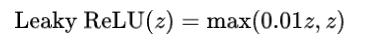 Leaky ReLU(z) = max(0.01z, z)